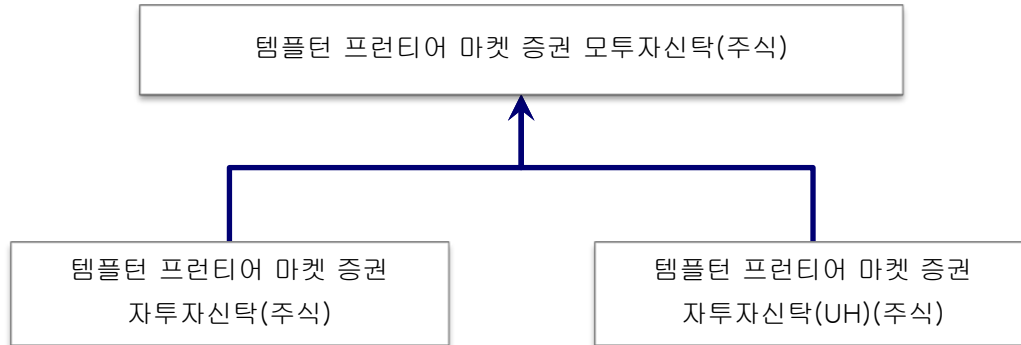 템플턴 프런티어 마켓 증권 모투자신탁(주식)
템플턴 프런티어 마켓 증권
자투자신탁(주식)
템플턴 프런티어 마켓 증권
자투자신탁(UH)(주식)